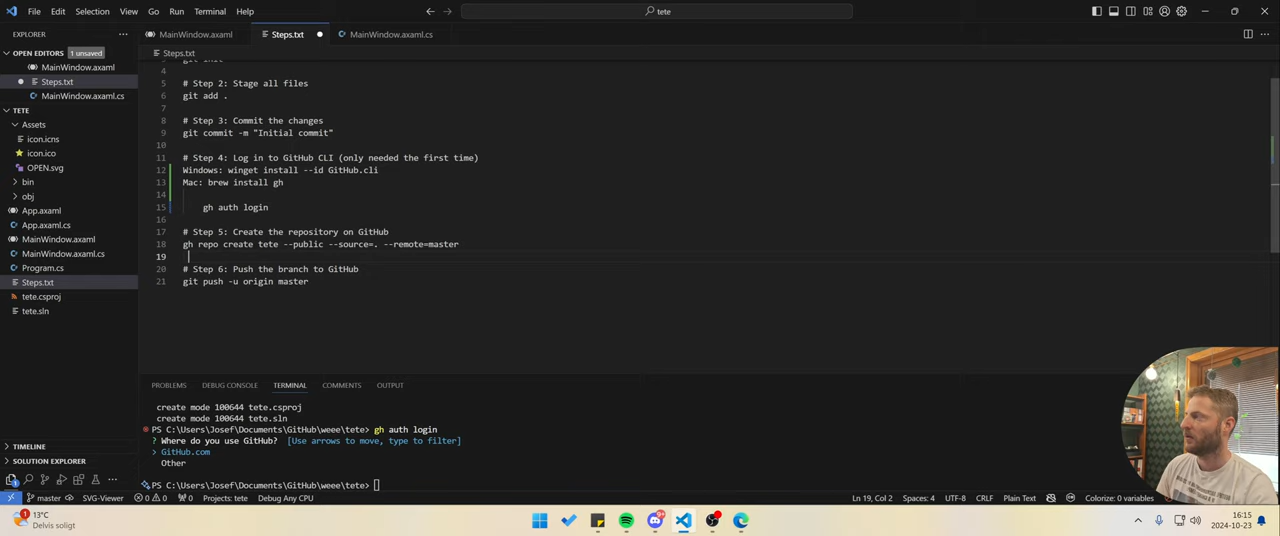 File Edit Selection View Go Run Terminal Help
tete
EXPLORER
MainWindow.axaml Steps.txt MainWindow.axaml.cs
OPEN EDITORS 1 unsaved
Steps.txt
MainWindow.axaml
Steps.txt
MainWindow.axaml.cs
TETE
Assets
icon.icns
icon.ico
OPEN.svg
bin
obj
App.axaml
App.axaml.cs
MainWindow.axaml
MainWindow.axaml.cs
Program.cs
Steps.txt
tete.csproj
tete.sln
TIMELINE
SOLUTION EXPLORER
git init
4
5 # Step 2: Stage all files
6 git add .
7
8 # Step 3: Commit the changes
9 git commit -m "Initial commit"
10
11 # Step 4: Log in to GitHub CLI (only needed the first time)
12 Windows: winget install --id GitHub.cli
13 Mac: brew install gh
14
15 gh auth login
16
17 # Step 5: Create the repository on GitHub
18 gh repo create tete --public --source=. --remote=master
19
20 # Step 6: Push the branch to GitHub
21 git push -u origin master
PROBLEMS DEBUG CONSOLE TERMINAL COMMENTS OUTPUT
create mode 100644 tete.csproj
create mode 100644 tete.sln
PS C:\Users\Josef\Documents\GitHub\weee\tete> gh auth login
? Where do you use GitHub? [Use arrows to move, type to filter]
> GitHub.com
Other
PS C:\Users\Josef\Documents\GitHub\weee\tete>
master SVG-Viewer 0 0 0 Projects: tete Debug Any CPU
Ln 19, Col 2 Spaces: 4 UTF-8 CRLF Plain Text Colorize: 0 variables
1
13°C
Delvis soligt
9+
16:15
2024-10-23